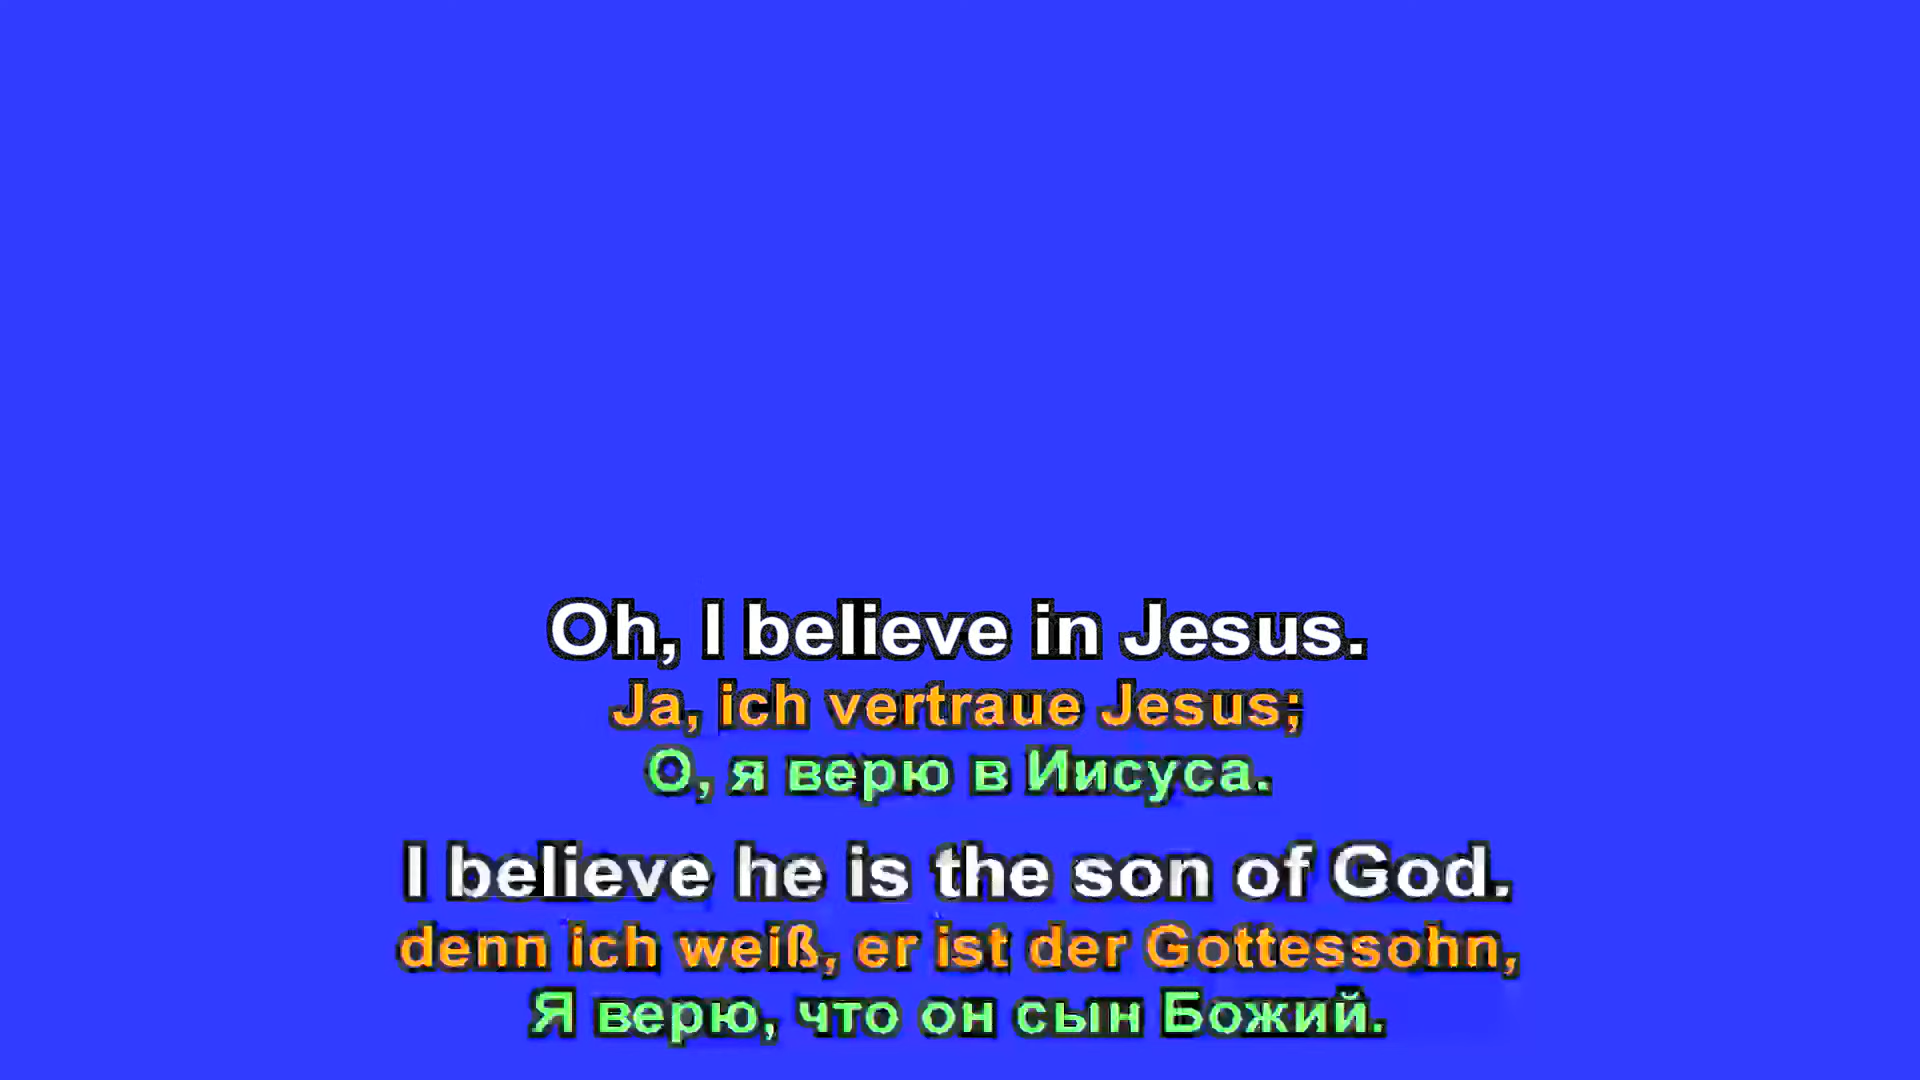 Oh, I believe in Jesus.
Ja, ich vertraue Jesus;
О, я верю в Иисуса.
I believe he is the son of God.
denn ich weiß, er ist der Gottessohn,
Я верю, что он сын Божий.